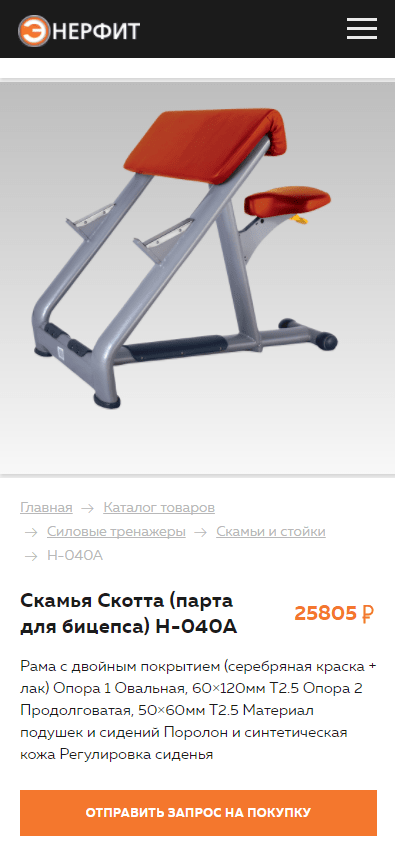 ЭНЕРФИТ
Главная → Каталог товаров
→ Силовые тренажеры → Скамьи и стойки
→ Н-040А
Скамья Скотта (парта
для бицепса) Н-040А
25805 ₽
Рама с двойным покрытием (серебряная краска +
лак) Опора 1 Овальная, 60×120мм Т2.5 Опора 2
Продолговатая, 50×60мм Т2.5 Материал
подушек и сидений Поролон и синтетическая
кожа Регулировка сиденья
ОТПРАВИТЬ ЗАПРОС НА ПОКУПКУ